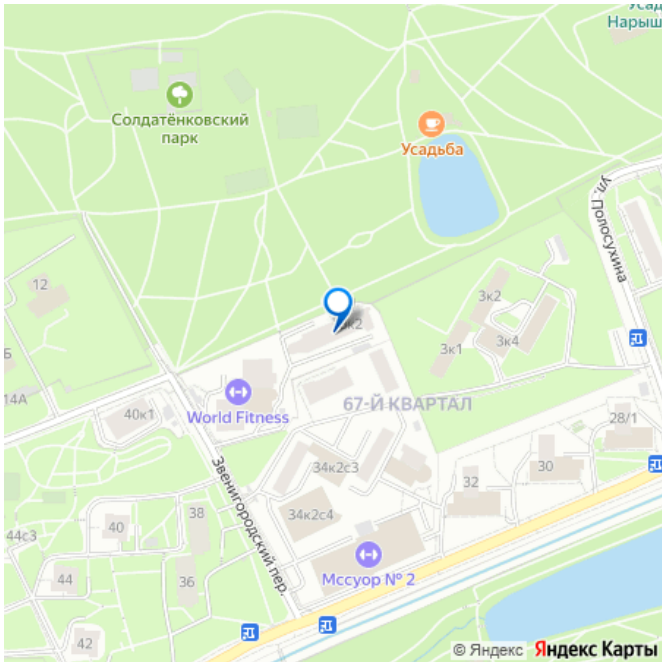 Усад
Нарыш
Солдатёнковский
парк
Усадьба
ул. Полосухина
12
3к2
3к1
3к4
67-Й КВАРТАЛ
Б
14А
40к1
World Fitness
28/1
Звенигородский пер.
34к2с3
30
32
34к2с4
38
40
44с3
Мссуор № 2
36
44
42
© Яндекс Яндекс Карты